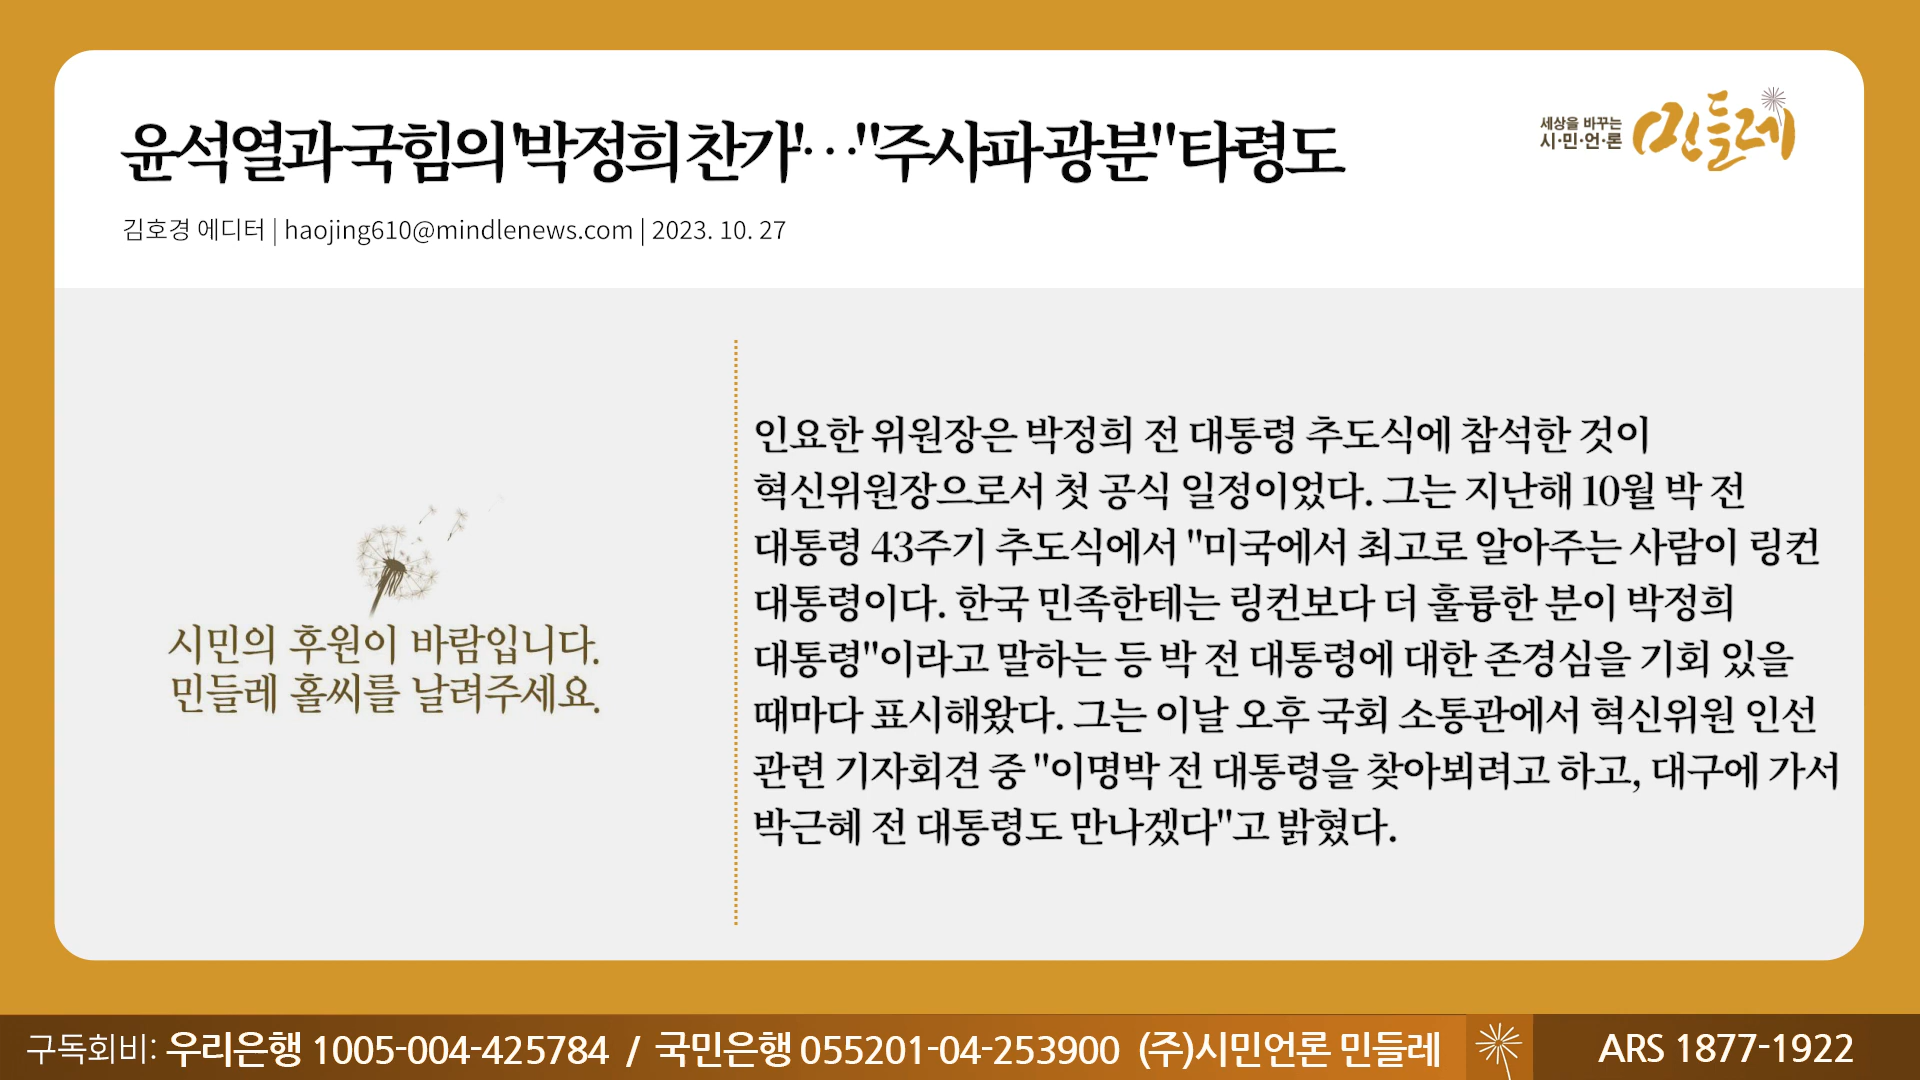 윤석열과 국힘의 '박정희 찬가'…"주사파 광분" 타령도
세상을 바꾸는
시·민·언·론
민들레
김호경 에디터 | haojing610@mindlenews.com | 2023. 10. 27
시민의 후원이 바람입니다.
민들레 홀씨를 날려주세요.
인요한 위원장은 박정희 전 대통령 추도식에 참석한 것이
혁신위원장으로서 첫 공식 일정이었다. 그는 지난해 10월 박 전
대통령 43주기 추도식에서 "미국에서 최고로 알아주는 사람이 링컨
대통령이다. 한국 민족한테는 링컨보다 더 훌륭한 분이 박정희
대통령"이라고 말하는 등 박 전 대통령에 대한 존경심을 기회 있을
때마다 표시해왔다. 그는 이날 오후 국회 소통관에서 혁신위원 인선
관련 기자회견 중 "이명박 전 대통령을 찾아뵈려고 하고, 대구에 가서
박근혜 전 대통령도 만나겠다"고 밝혔다.
구독회비: 우리은행 1005-004-425784 / 국민은행 055201-04-253900 (주)시민언론 민들레
ARS 1877-1922